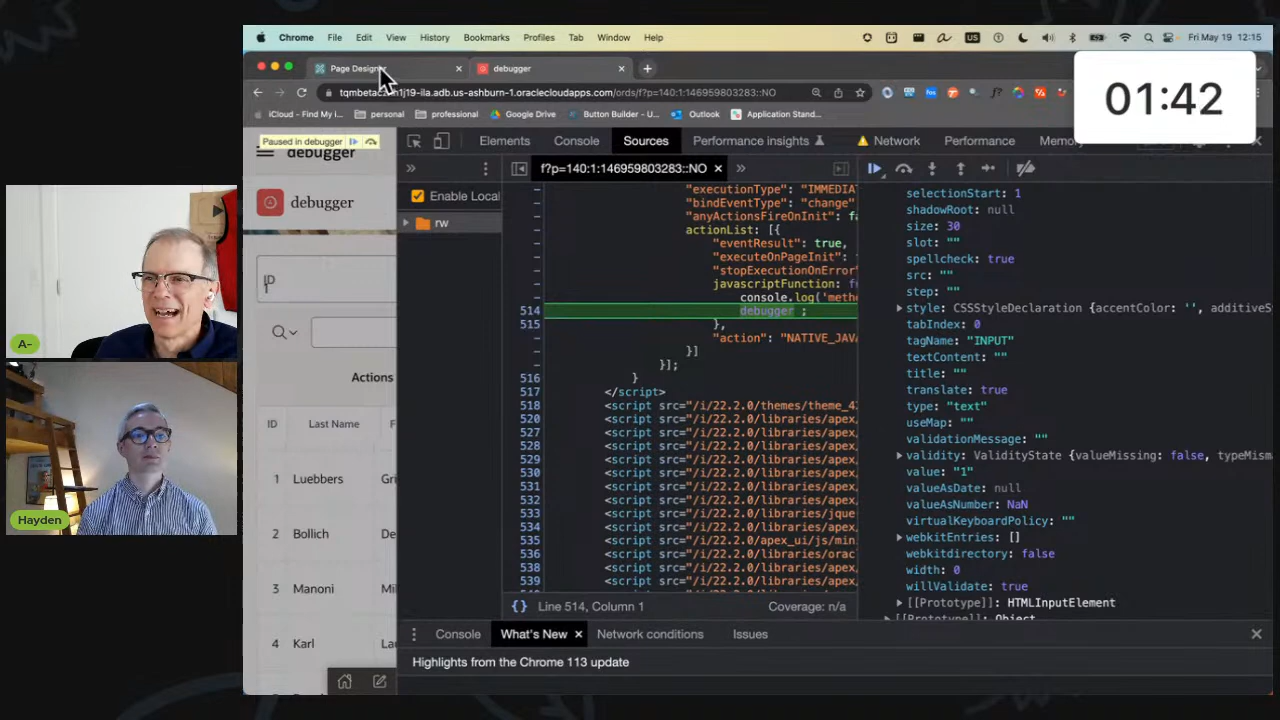 Chrome File Edit View History Bookmarks Profiles Tab Window Help
US Fri May 19 12:15
Page Designer
debugger
01:42
/ords/f?p=140:1:146959803283::NO
iCloud - Find My i...
personal
professional
Google Drive
Button Builder - U...
Outlook
Application Stand...
Paused in debugger
debugger
debugger
ID
Actions
ID Last Name
1 Luebbers
2 Bollich
3 Manoni
4 Karl
Elements Console Sources Performance insights Network Performance
f?p=140:1:146959803283::NO
Enable Local
rw
"executionType": "IMMEDIA
"bindEventType": "change"
"anyActionsFireOnInit": fa
actionList: [{
"eventResult": true,
"executeOnPageInit":
"stopExecutionOnError"
javascriptFunction:
console.log('metho
514 debugger ;
515 },
"action": "NATIVE_JAVA
}]
}];
516 }
517 </script>
518 <script src="/i/22.2.0/themes/theme_4
520 <script src="/i/22.2.0/libraries/apex,
527 <script src="/i/22.2.0/libraries/apex,
528 <script src="/i/22.2.0/libraries/apex,
529 <script src="/i/22.2.0/libraries/apex,
530 <script src="/i/22.2.0/libraries/apex,
531 <script src="/i/22.2.0/libraries/apex,
532 <script src="/i/22.2.0/libraries/apex,
533 <script src="/i/22.2.0/libraries/jque
534 <script src="/i/22.2.0/libraries/apex,
535 <script src="/i/22.2.0/apex_ui/js/min
536 <script src="/i/22.2.0/libraries/orac
538 <script src="/i/22.2.0/libraries/apex,
539 <script src="/i/22.2.0/libraries/apex,
{} Line 514, Column 1 Coverage: n/a
selectionStart: 1
shadowRoot: null
size: 30
slot: ""
spellcheck: true
src: ""
step: ""
style: CSSStyleDeclaration {accentColor: '', additiveS
tabIndex: 0
tagName: "INPUT"
textContent: ""
title: ""
translate: true
type: "text"
useMap: ""
validationMessage: ""
validity: ValidityState {valueMissing: false, typeMism
value: "1"
valueAsDate: null
valueAsNumber: NaN
virtualKeyboardPolicy: ""
webkitEntries: []
webkitdirectory: false
width: 0
willValidate: true
[[Prototype]]: HTMLInputElement
[[Prototype]]: Object
Console What's New Network conditions Issues
Highlights from the Chrome 113 update
A-
Hayden